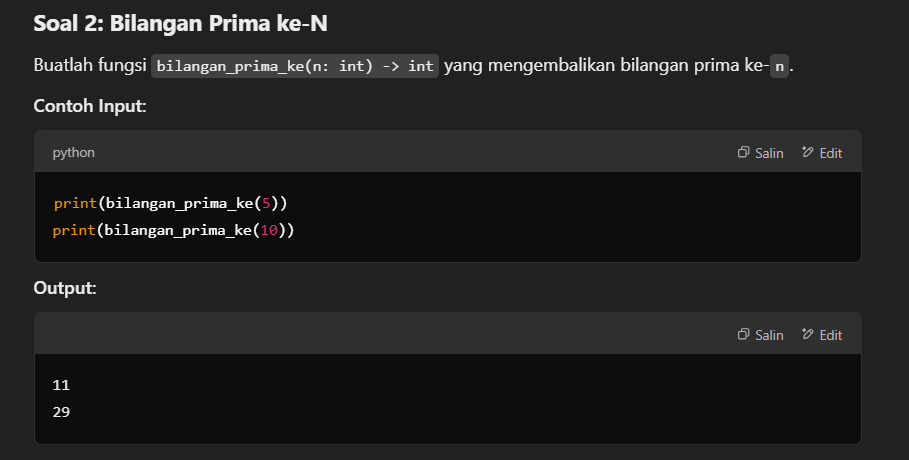 Soal 2: Bilangan Prima ke-N
Buatlah fungsi bilangan_prima_ke(n: int) -> int yang mengembalikan bilangan prima ke-n.
Contoh Input:
python
Salin
Edit
print(bilangan_prima_ke(5))
print(bilangan_prima_ke(10))
Output:
Salin
Edit
11
29